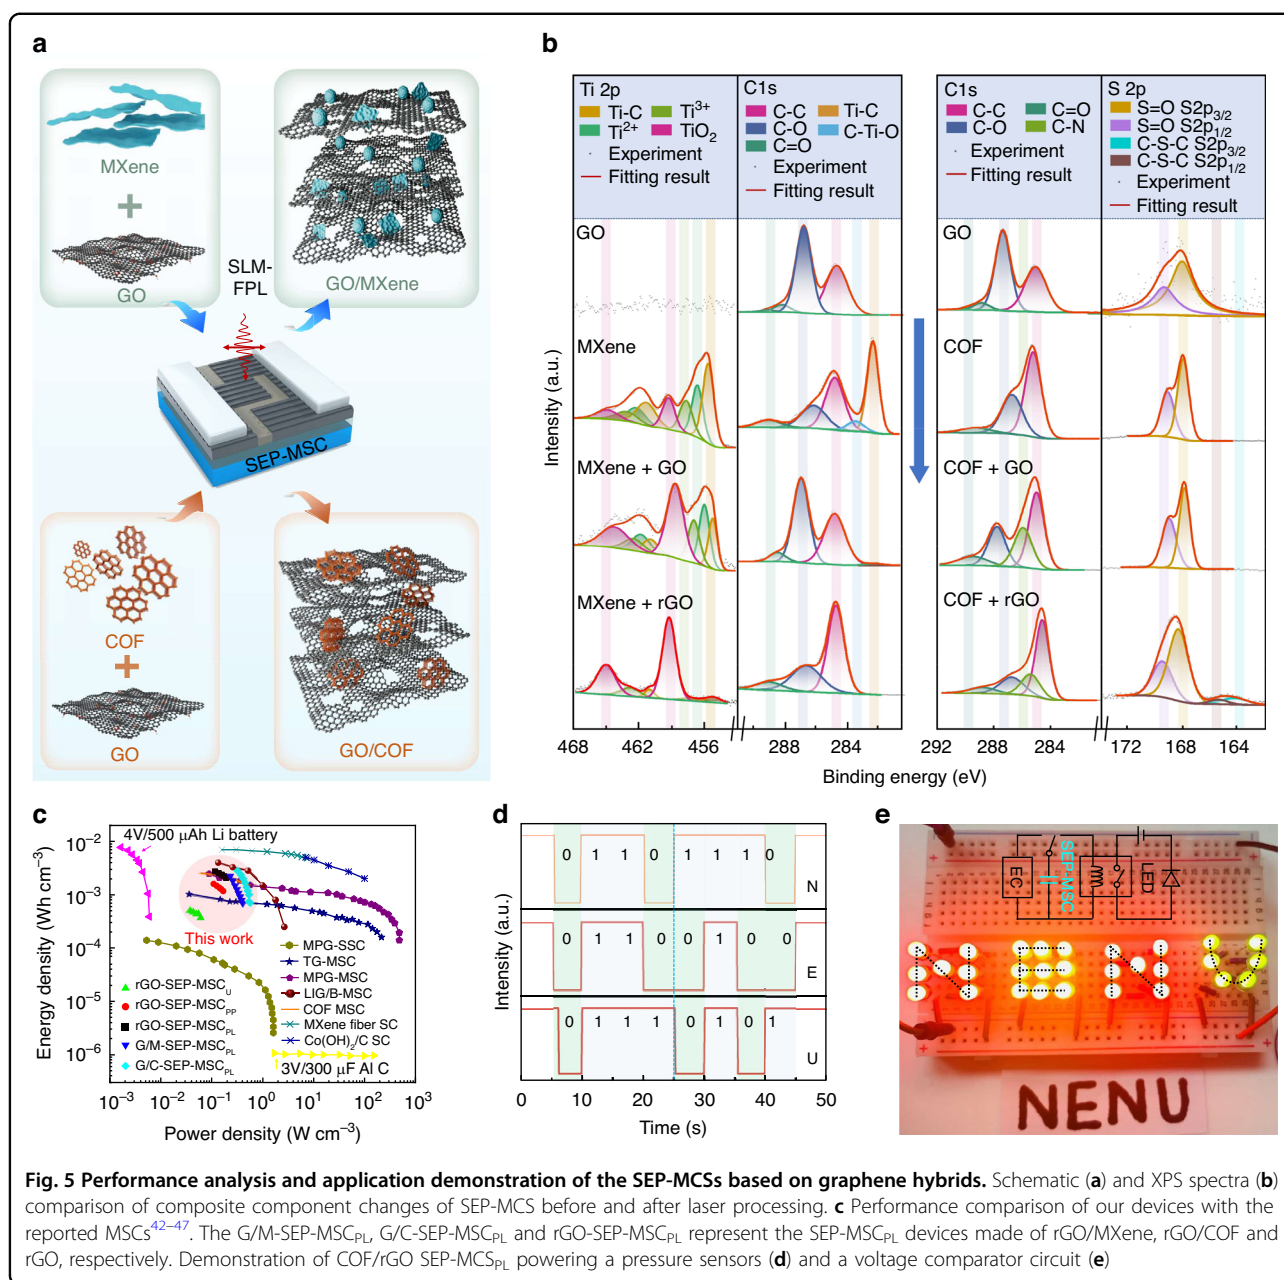 a
MXene
+
GO
SLM-
FPL
GO/MXene
SEP-MSC
COF
+
GO
GO/COF
b
Ti 2p
Ti-C
Ti³⁺
Ti²⁺
TiO₂
Experiment
Fitting result
C1s
C-C
Ti-C
C-O
C-Ti-O
C=O
Experiment
Fitting result
C1s
C-C
C=O
C-O
C-N
Experiment
Fitting result
S 2p
S=O S2p3/2
S=O S2p1/2
C-S-C S2p3/2
C-S-C S2p1/2
Experiment
Fitting result
GO
MXene
MXene + GO
MXene + rGO
GO
COF
COF + GO
COF + rGO
Intensity (a.u.)
468 462 456 288 284 292 288 284 172 168 164
Binding energy (eV)
c
4V/500 µAh Li battery
This work
MPG-SSC
TG-MSC
MPG-MSC
LIG/B-MSC
COF MSC
MXene fiber SC
Co(OH)₂/C SC
rGO-SEP-MSC_U
rGO-SEP-MSC_PP
rGO-SEP-MSC_PL
G/M-SEP-MSC_PL
G/C-SEP-MSC_PL
3V/300 µF Al C
10⁻² 10⁻³ 10⁻⁴ 10⁻⁵ 10⁻⁶
Energy density (Wh cm⁻³)
10⁻³ 10⁻² 10⁻¹ 10⁰ 10¹ 10² 10³
Power density (W cm⁻³)
d
0 1 1 0 1 1 1 0
N
0 1 1 0 0 1 0 0
E
0 1 1 1 0 1 0 1
U
Intensity (a.u.)
0 10 20 30 40 50
Time (s)
e
EC
SEP-MSC
LED
NENU
Fig. 5 Performance analysis and application demonstration of the SEP-MCSs based on graphene hybrids. Schematic (a) and XPS spectra (b)
comparison of composite component changes of SEP-MCS before and after laser processing. c Performance comparison of our devices with the
reported MSCs⁴²⁻⁴⁷. The G/M-SEP-MSC_PL, G/C-SEP-MSC_PL and rGO-SEP-MSC_PL represent the SEP-MSC_PL devices made of rGO/MXene, rGO/COF and
rGO, respectively. Demonstration of COF/rGO SEP-MCS_PL powering a pressure sensors (d) and a voltage comparator circuit (e)